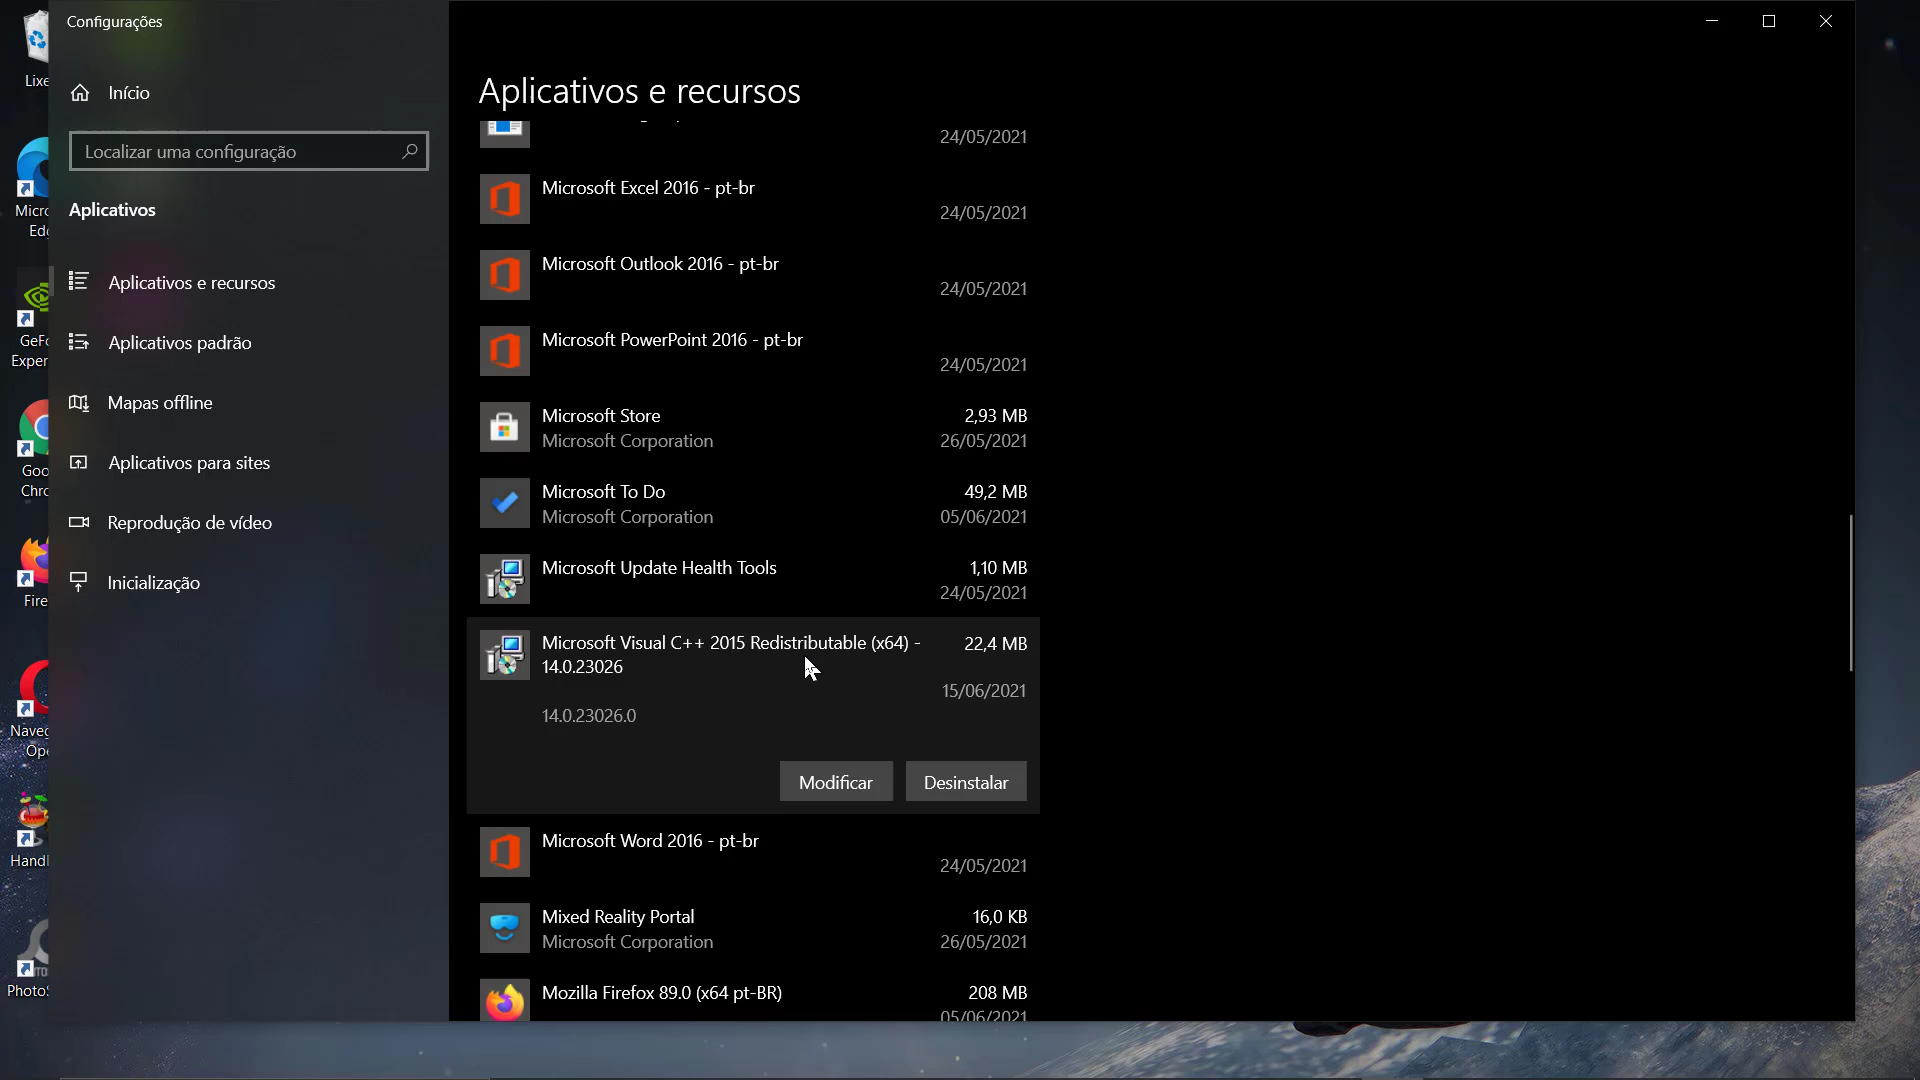 Configurações
Início
Localizar uma configuração
Aplicativos
Aplicativos e recursos
Aplicativos padrão
Mapas offline
Aplicativos para sites
Reprodução de vídeo
Inicialização
Aplicativos e recursos
24/05/2021
Microsoft Excel 2016 - pt-br
24/05/2021
Microsoft Outlook 2016 - pt-br
24/05/2021
Microsoft PowerPoint 2016 - pt-br
24/05/2021
Microsoft Store 2,93 MB
Microsoft Corporation 26/05/2021
Microsoft To Do 49,2 MB
Microsoft Corporation 05/06/2021
Microsoft Update Health Tools 1,10 MB
24/05/2021
Microsoft Visual C++ 2015 Redistributable (x64) - 22,4 MB
14.0.23026
15/06/2021
14.0.23026.0
Modificar Desinstalar
Microsoft Word 2016 - pt-br
24/05/2021
Mixed Reality Portal 16,0 KB
Microsoft Corporation 26/05/2021
Mozilla Firefox 89.0 (x64 pt-BR) 208 MB
05/06/2021
Lixe
Micro
Edg
GeFo
Exper
Goo
Chro
Fire
Naveg
Ope
Handl
PhotoS